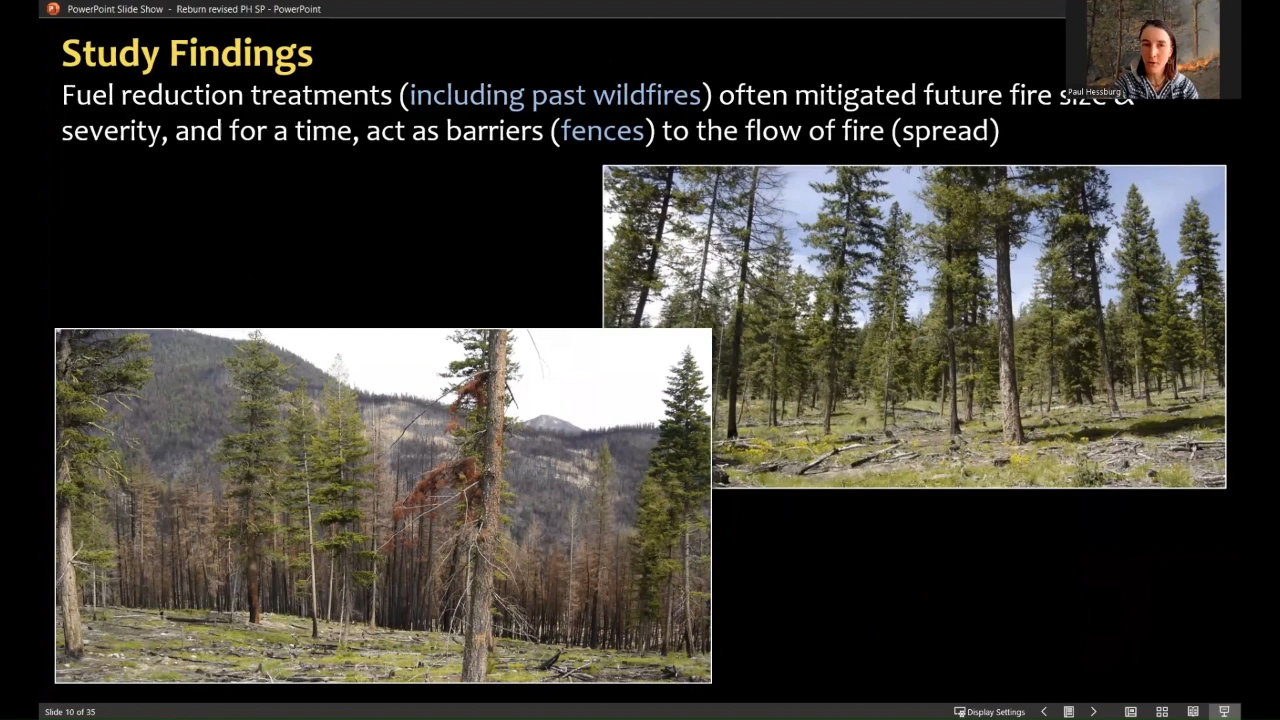 PowerPoint Slide Show - Reburn revised PH SP - PowerPoint
Study Findings
Fuel reduction treatments (including past wildfires) often mitigated future fire size &
severity, and for a time, act as barriers (fences) to the flow of fire (spread)
Paul Hessburg
Slide 10 of 35
Display Settings